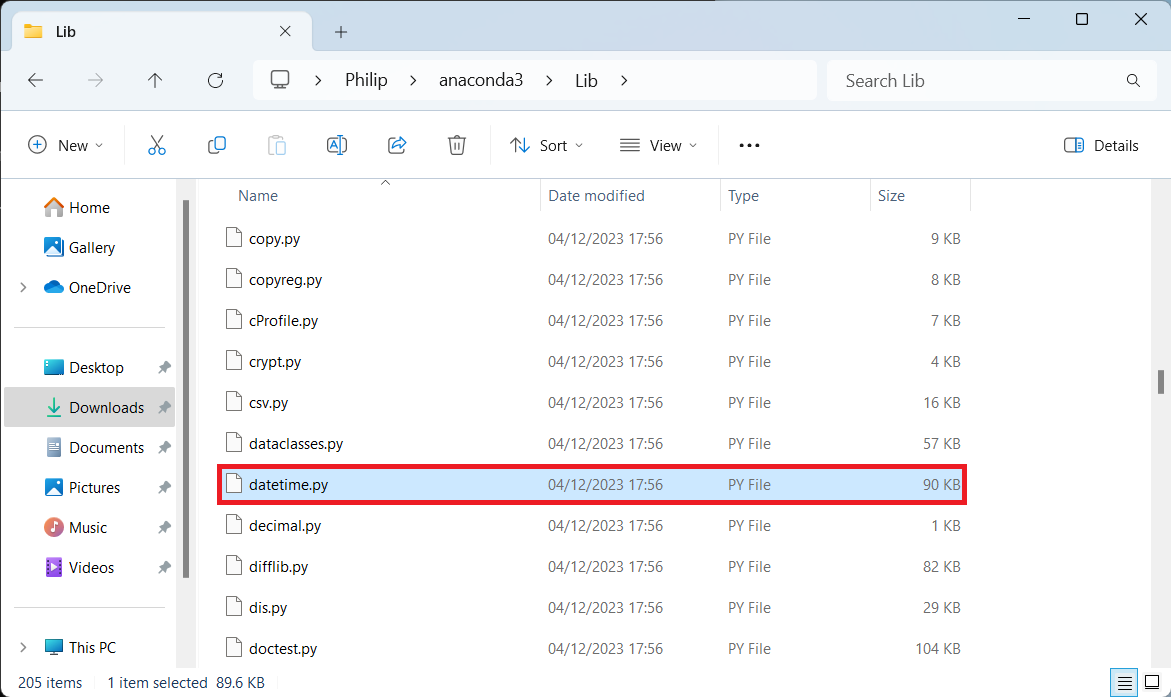 Lib
Philip anaconda3 Lib
Search Lib
New Sort View Details
Name Date modified Type Size
Home
Gallery
OneDrive
Desktop
Downloads
Documents
Pictures
Music
Videos
This PC
copy.py 04/12/2023 17:56 PY File 9 KB
copyreg.py 04/12/2023 17:56 PY File 8 KB
cProfile.py 04/12/2023 17:56 PY File 7 KB
crypt.py 04/12/2023 17:56 PY File 4 KB
csv.py 04/12/2023 17:56 PY File 16 KB
dataclasses.py 04/12/2023 17:56 PY File 57 KB
datetime.py 04/12/2023 17:56 PY File 90 KB
decimal.py 04/12/2023 17:56 PY File 1 KB
difflib.py 04/12/2023 17:56 PY File 82 KB
dis.py 04/12/2023 17:56 PY File 29 KB
doctest.py 04/12/2023 17:56 PY File 104 KB
205 items 1 item selected 89.6 KB